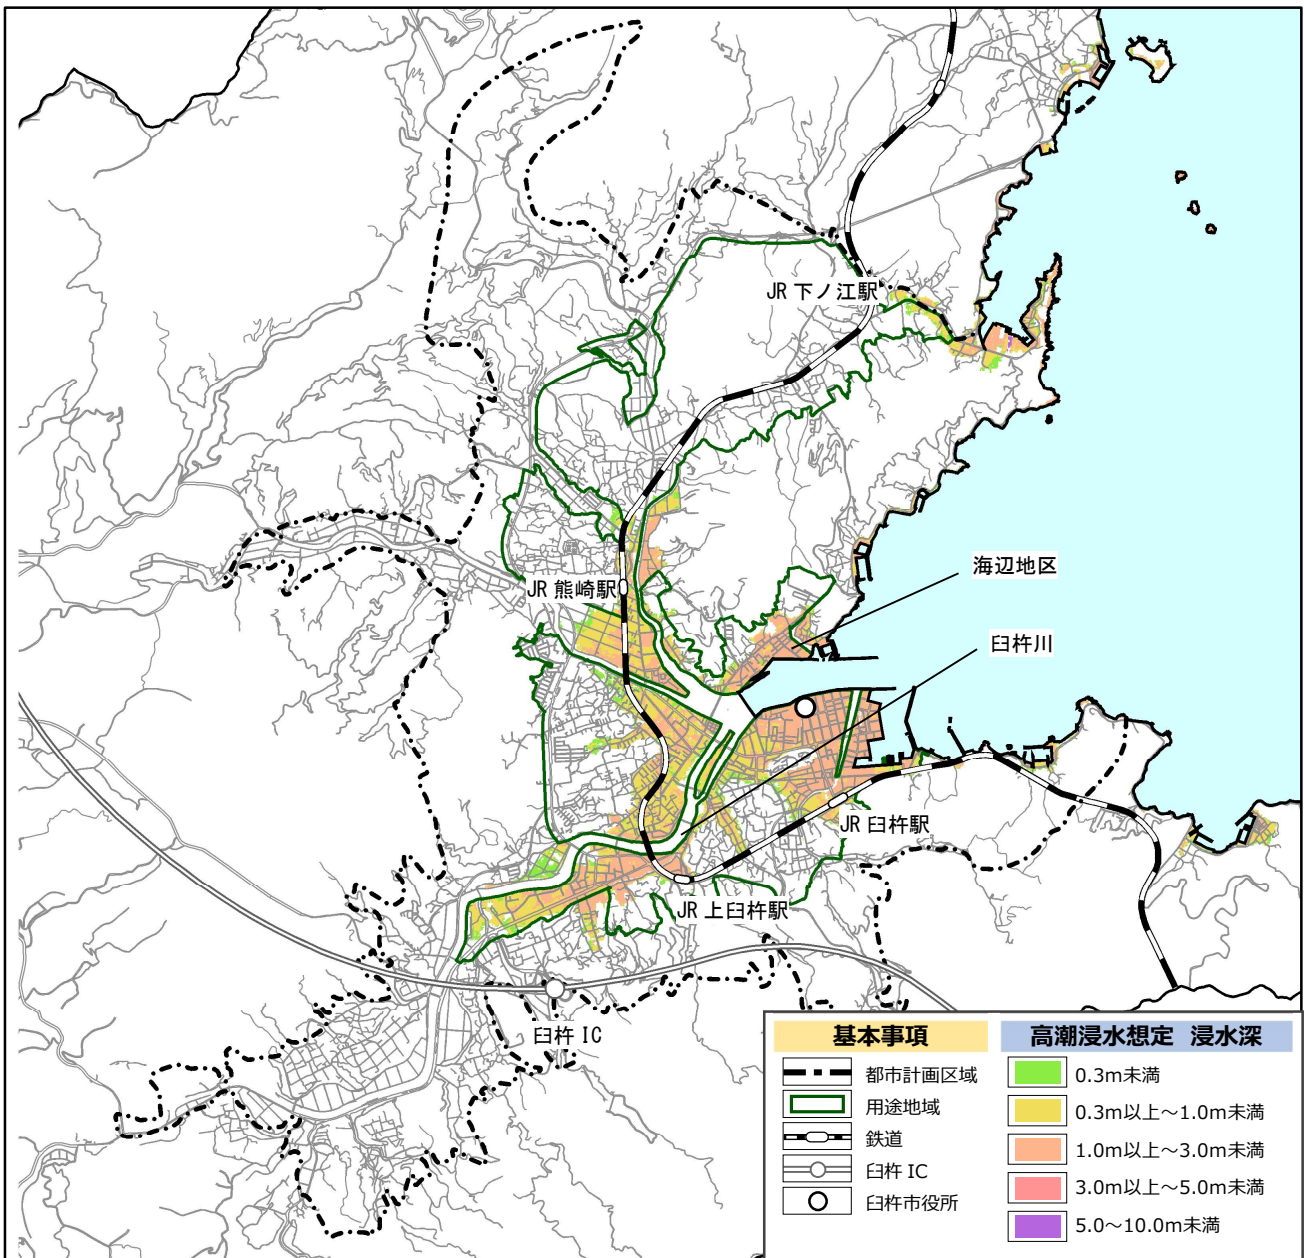 JR 下ノ江駅
海辺地区
JR 熊崎駅
臼杵川
JR 臼杵駅
JR 上臼杵駅
臼杵 IC
基本事項
都市計画区域
用途地域
鉄道
臼杵 IC
臼杵市役所
高潮浸水想定 浸水深
0.3m未満
0.3m以上～1.0m未満
1.0m以上～3.0m未満
3.0m以上～5.0m未満
5.0～10.0m未満